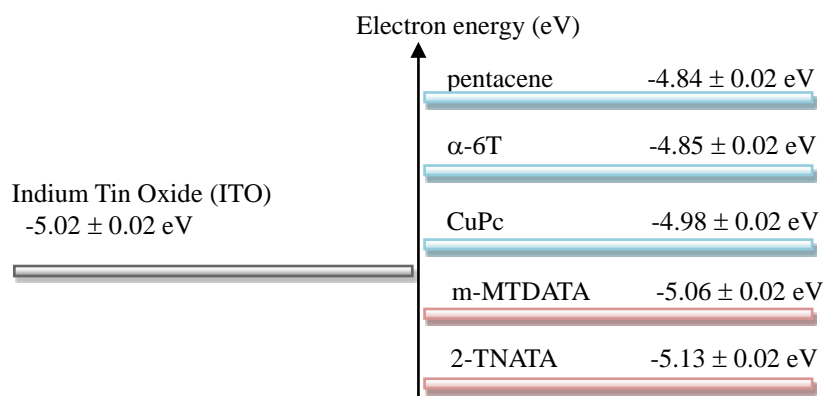 Electron energy (eV)
pentacene -4.84 ± 0.02 eV
α-6T -4.85 ± 0.02 eV
Indium Tin Oxide (ITO)
-5.02 ± 0.02 eV
CuPc -4.98 ± 0.02 eV
m-MTDATA -5.06 ± 0.02 eV
2-TNATA -5.13 ± 0.02 eV